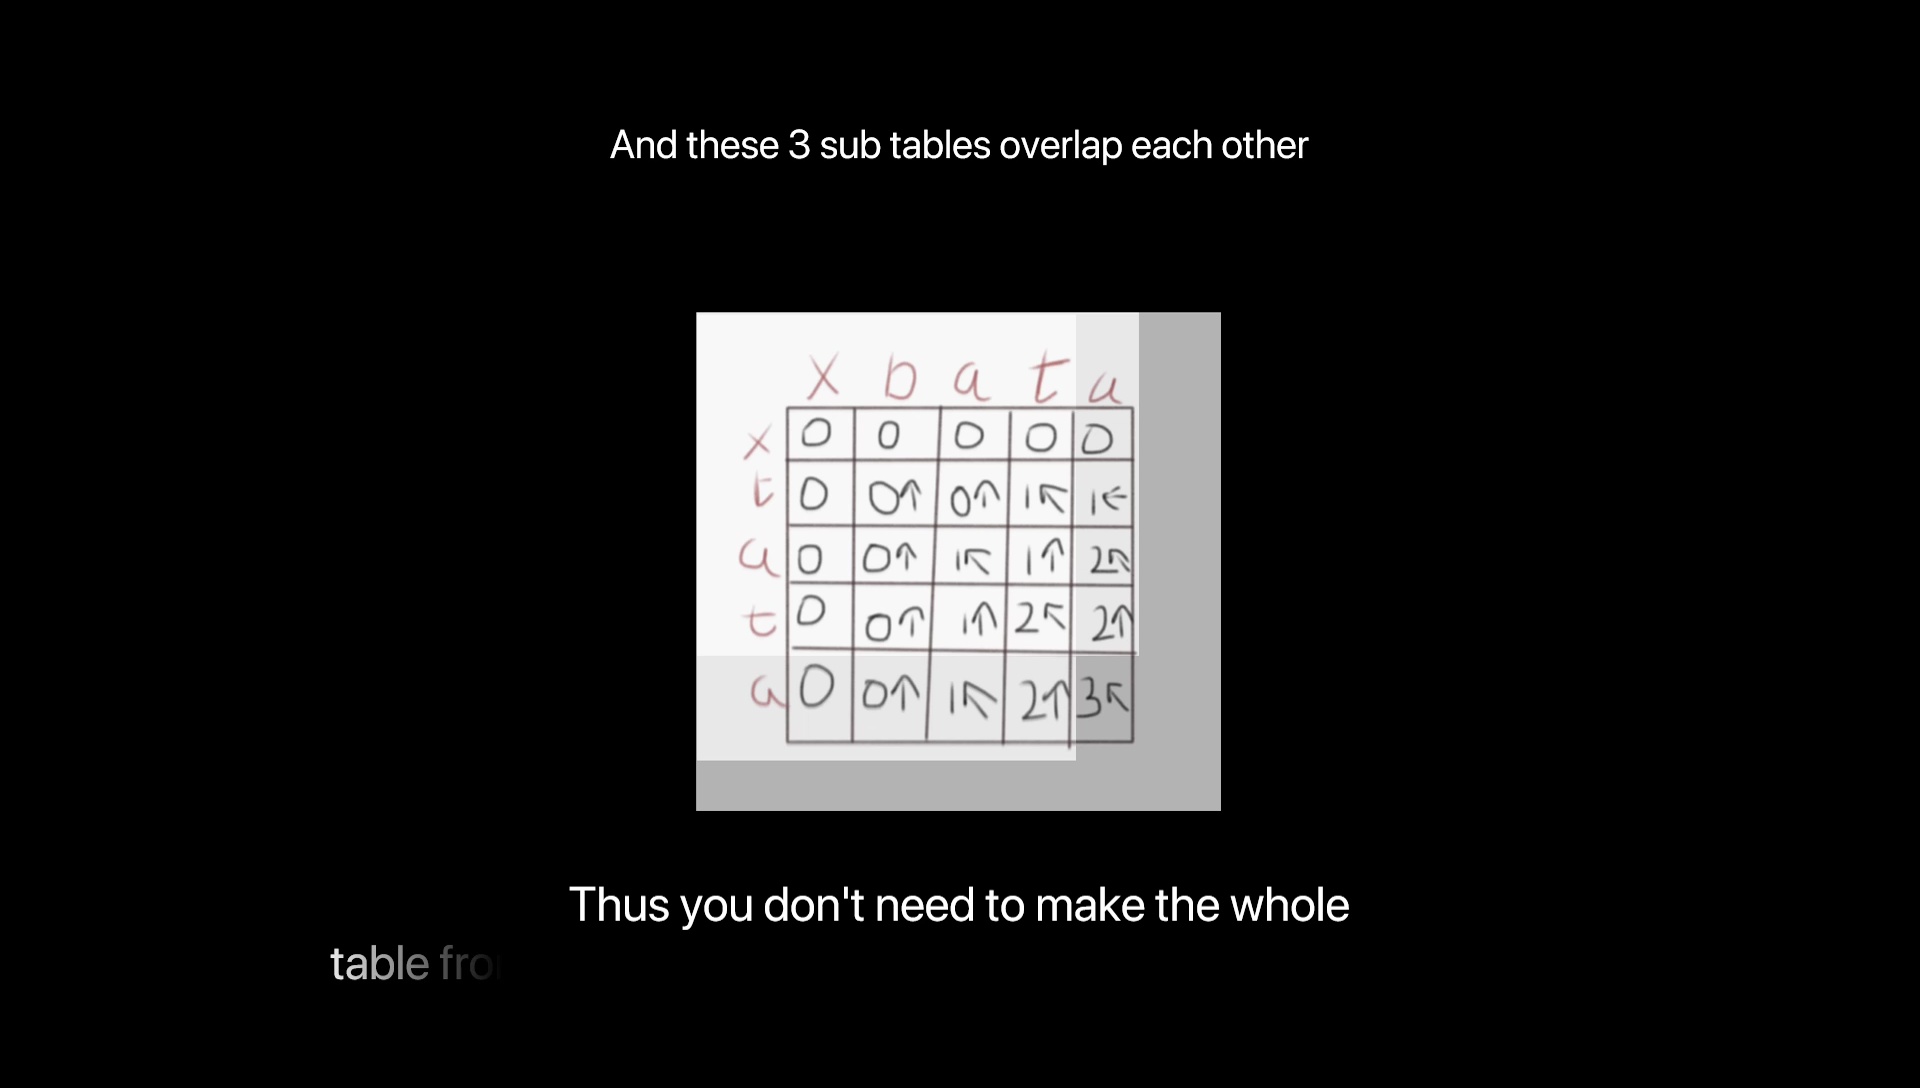 And these 3 sub tables overlap each other
x b a t a
x 0 0 0 0 0
t 0 0↑ 0↑ 1↖ 1←
a 0 0↑ 1↖ 1↑ 2↖
t 0 0↑ 1↑ 2↖ 2↑
a 0 0↑ 1↖ 2↑ 3↖
Thus you don't need to make the whole
table fro